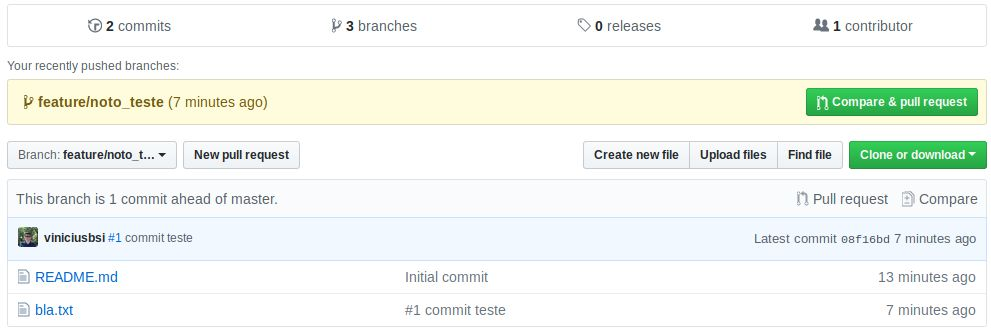 2 commits 3 branches 0 releases 1 contributor
Your recently pushed branches:
feature/noto_teste (7 minutes ago) Compare & pull request
Branch: feature/noto_t... New pull request Create new file Upload files Find file Clone or download
This branch is 1 commit ahead of master. Pull request Compare
viniciusbsi #1 commit teste Latest commit 08f16bd 7 minutes ago
README.md Initial commit 13 minutes ago
bla.txt #1 commit teste 7 minutes ago